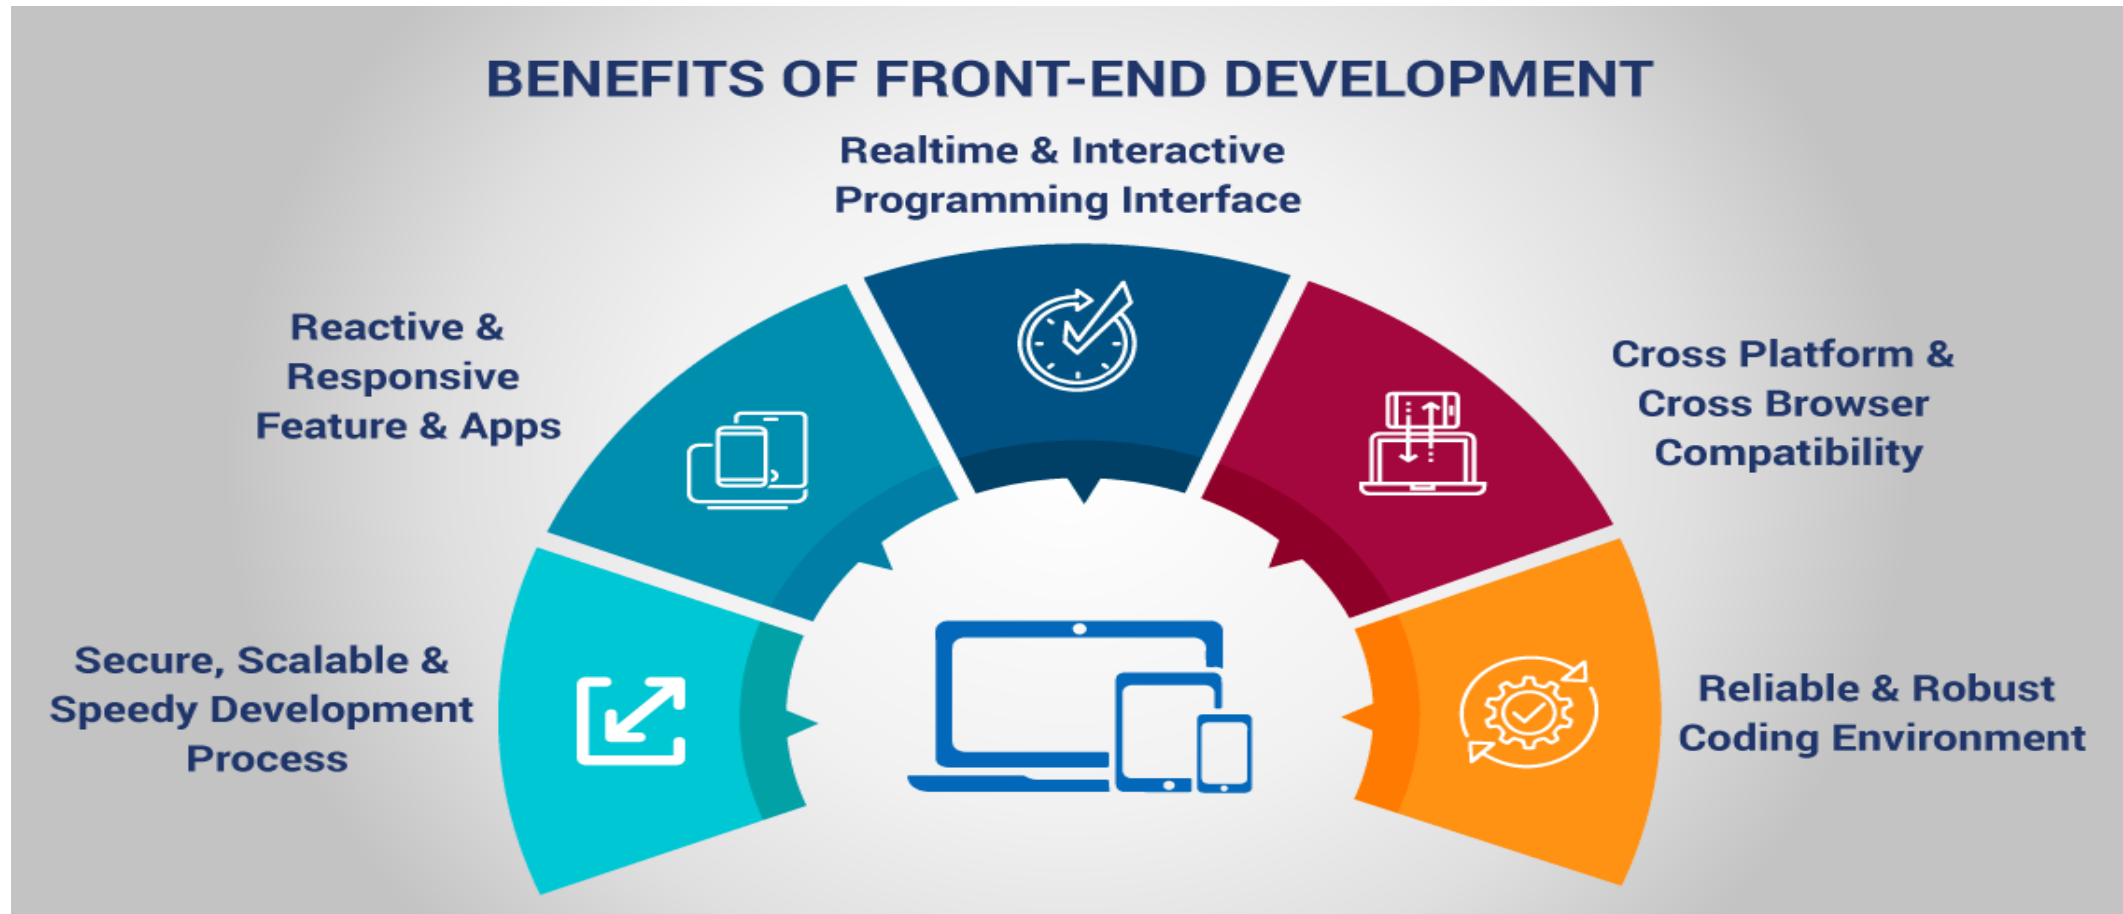 BENEFITS OF FRONT-END DEVELOPMENT
Realtime & Interactive
Programming Interface
Reactive &
Responsive
Feature & Apps
Cross Platform &
Cross Browser
Compatibility
Secure, Scalable &
Speedy Development
Process
Reliable & Robust
Coding Environment